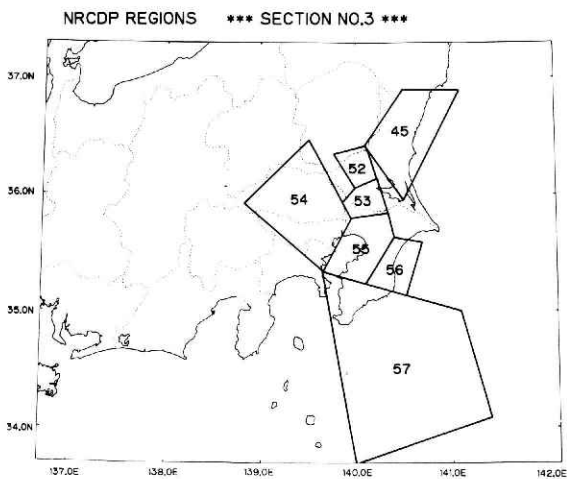 NRCDP REGIONS *** SECTION NO.3 ***
37.0N
45
36.0N
52
53
54
55
56
35.0N
57
34.0N
137.0E 138.0E 139.0E 140.0E 141.0E 142.0E